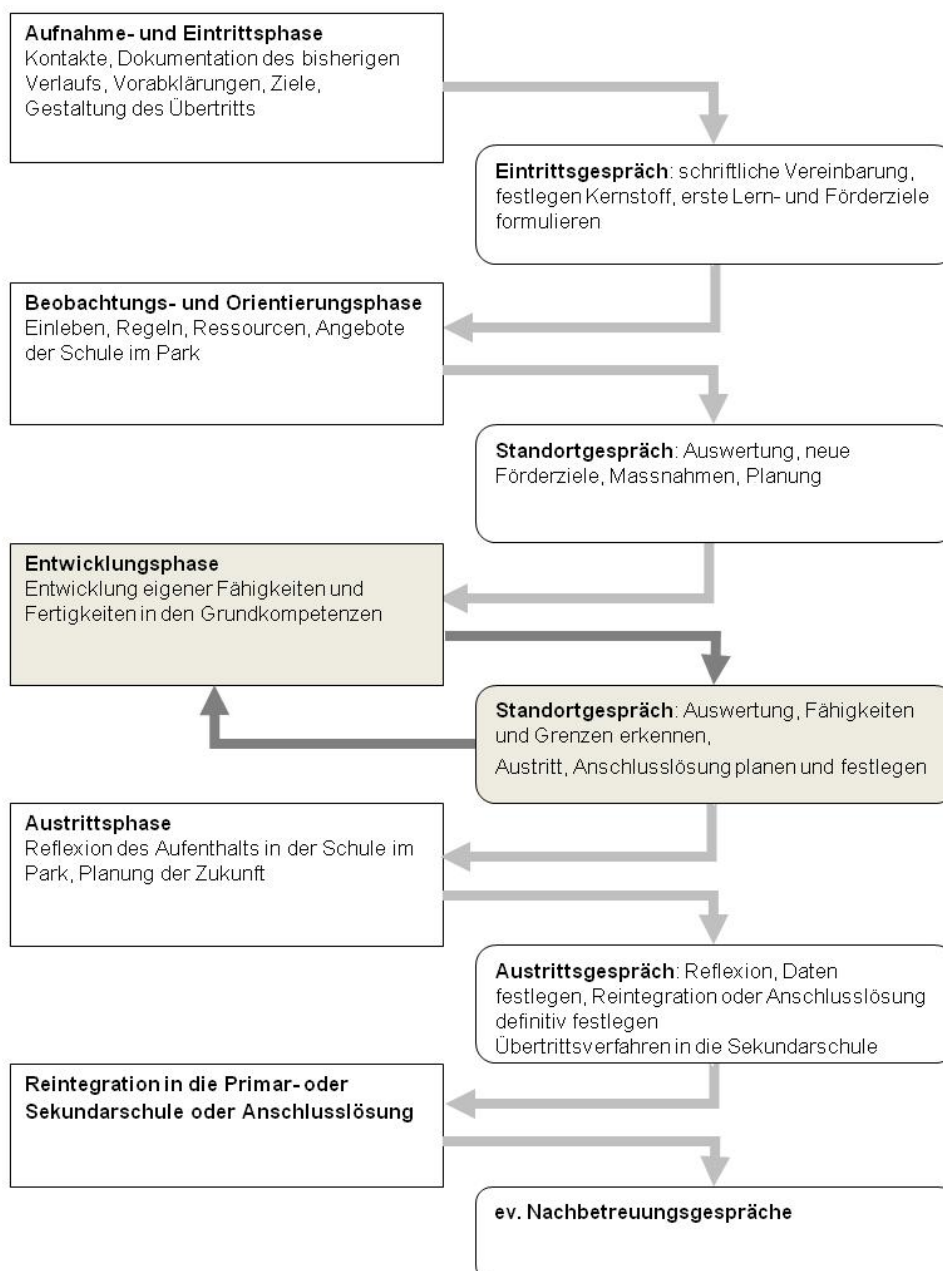 Aufnahme- und Eintrittsphase
Kontakte, Dokumentation des bisherigen
Verlaufs, Vorabklärungen, Ziele,
Gestaltung des Übertritts
Eintrittsgespräch: schriftliche Vereinbarung,
festlegen Kernstoff, erste Lern- und Förderziele
formulieren
Beobachtungs- und Orientierungsphase
Einleben, Regeln, Ressourcen, Angebote
der Schule im Park
Standortgespräch: Auswertung, neue
Förderziele, Massnahmen, Planung
Entwicklungsphase
Entwicklung eigener Fähigkeiten und
Fertigkeiten in den Grundkompetenzen
Standortgespräch: Auswertung, Fähigkeiten
und Grenzen erkennen,
Austritt, Anschlusslösung planen und festlegen
Austrittsphase
Reflexion des Aufenthalts in der Schule im
Park, Planung der Zukunft
Austrittsgespräch: Reflexion, Daten
festlegen, Reintegration oder Anschlusslösung
definitiv festlegen
Übertrittsverfahren in die Sekundarschule
Reintegration in die Primar- oder
Sekundarschule oder Anschlusslösung
ev. Nachbetreuungsgespräche